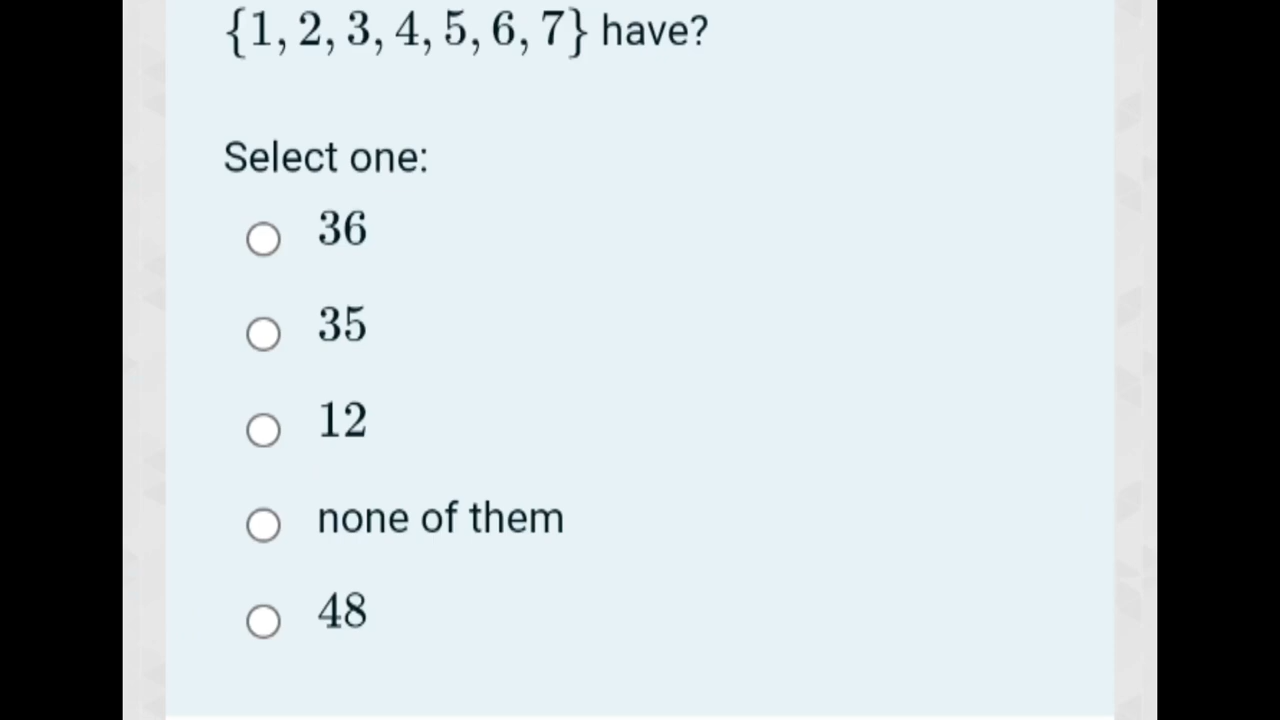 {1, 2, 3, 4, 5, 6, 7} have?
Select one:
36
35
12
none of them
48